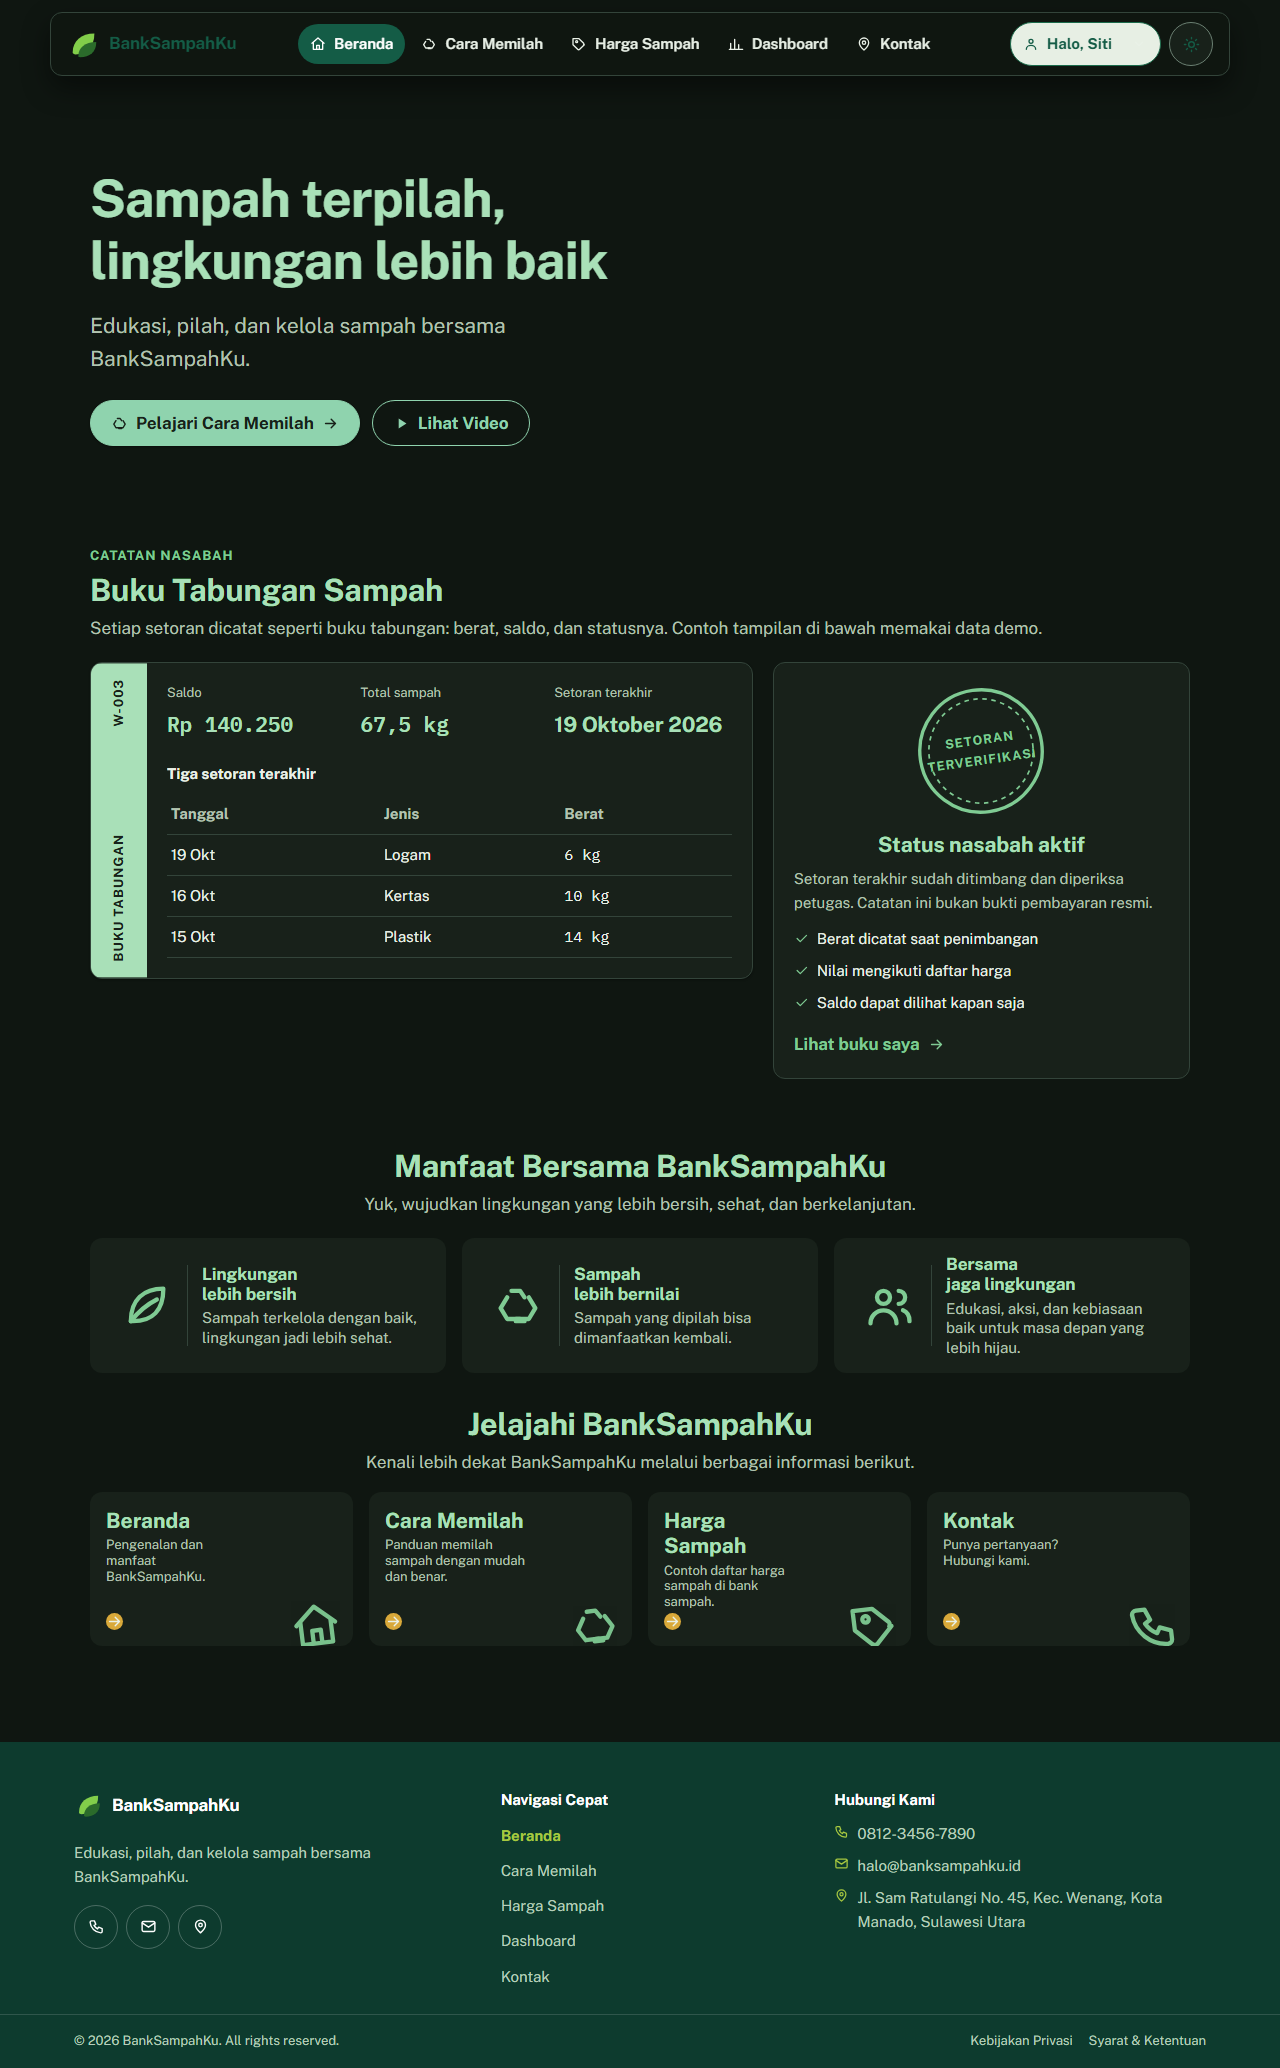 BankSampahKu
Beranda
Cara Memilah
Harga Sampah
Dashboard
Kontak
Halo, Siti
Sampah terpilah,
lingkungan lebih baik
Edukasi, pilah, dan kelola sampah bersama
BankSampahKu.
Pelajari Cara Memilah
Lihat Video
CATATAN NASABAH
Buku Tabungan Sampah
Setiap setoran dicatat seperti buku tabungan: berat, saldo, dan statusnya. Contoh tampilan di bawah memakai data demo.
W-003
BUKU TABUNGAN
Saldo
Rp 140.250
Total sampah
67,5 kg
Setoran terakhir
19 Oktober 2026
Tiga setoran terakhir
Tanggal Jenis Berat
19 Okt Logam 6 kg
16 Okt Kertas 10 kg
15 Okt Plastik 14 kg
SETORAN
TERVERIFIKASI
Status nasabah aktif
Setoran terakhir sudah ditimbang dan diperiksa
petugas. Catatan ini bukan bukti pembayaran resmi.
Berat dicatat saat penimbangan
Nilai mengikuti daftar harga
Saldo dapat dilihat kapan saja
Lihat buku saya
Manfaat Bersama BankSampahKu
Yuk, wujudkan lingkungan yang lebih bersih, sehat, dan berkelanjutan.
Lingkungan
lebih bersih
Sampah terkelola dengan baik,
lingkungan jadi lebih sehat.
Sampah
lebih bernilai
Sampah yang dipilah bisa
dimanfaatkan kembali.
Bersama
jaga lingkungan
Edukasi, aksi, dan kebiasaan
baik untuk masa depan yang
lebih hijau.
Jelajahi BankSampahKu
Kenali lebih dekat BankSampahKu melalui berbagai informasi berikut.
Beranda
Pengenalan dan
manfaat
BankSampahKu.
Cara Memilah
Panduan memilah
sampah dengan mudah
dan benar.
Harga
Sampah
Contoh daftar harga
sampah di bank
sampah.
Kontak
Punya pertanyaan?
Hubungi kami.
BankSampahKu
Edukasi, pilah, dan kelola sampah bersama
BankSampahKu.
Navigasi Cepat
Beranda
Cara Memilah
Harga Sampah
Dashboard
Kontak
Hubungi Kami
0812-3456-7890
halo@banksampahku.id
Jl. Sam Ratulangi No. 45, Kec. Wenang, Kota
Manado, Sulawesi Utara
© 2026 BankSampahKu. All rights reserved.
Kebijakan Privasi
Syarat & Ketentuan